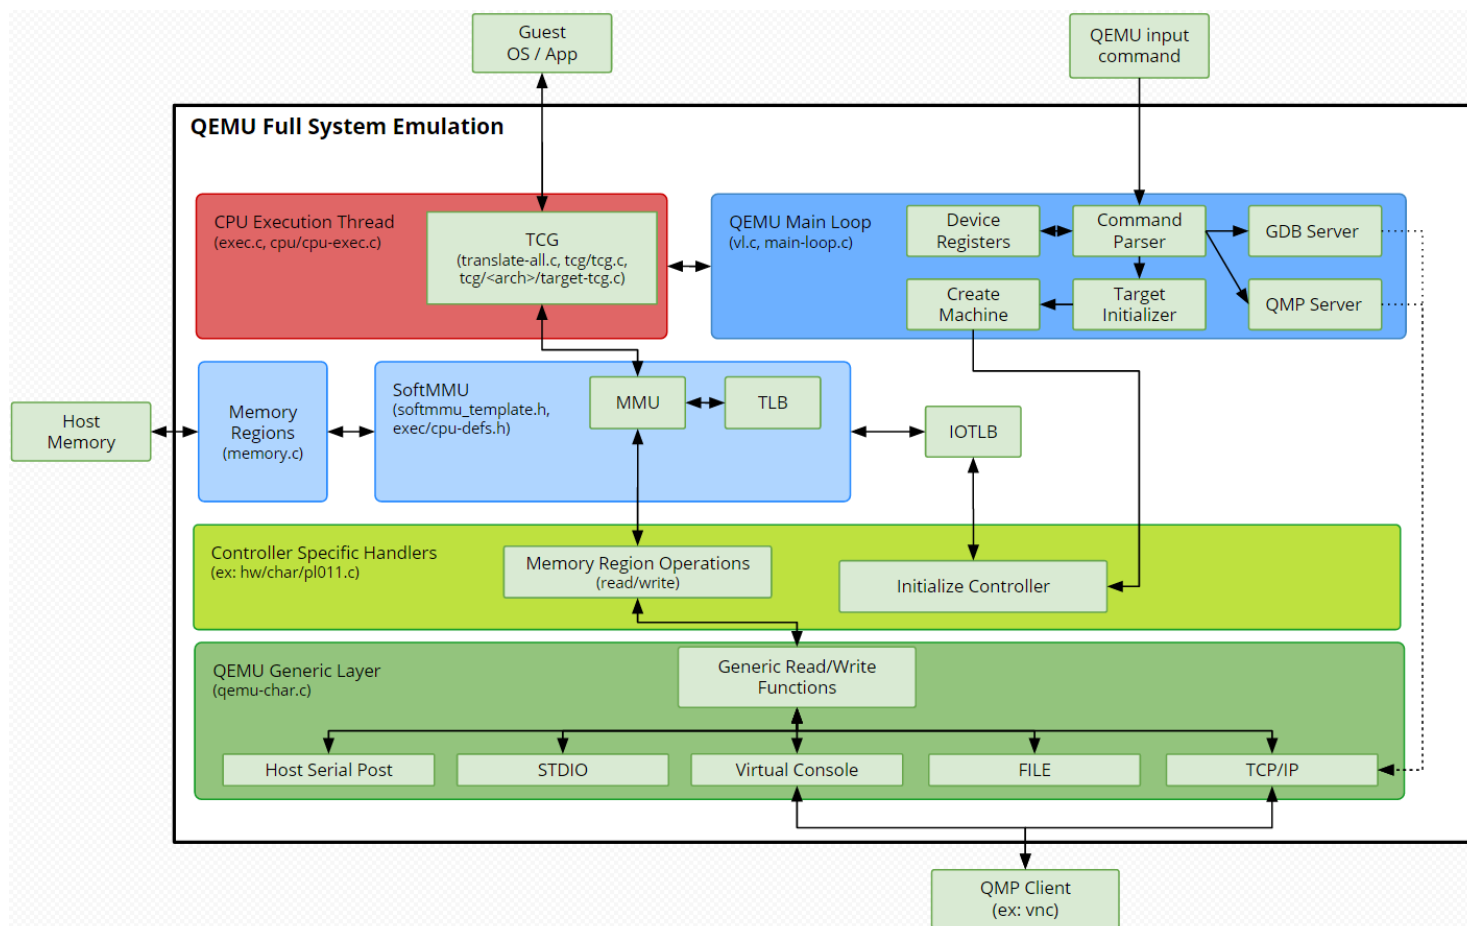 Guest
OS / App
QEMU input
command
QEMU Full System Emulation
CPU Execution Thread
(exec.c, cpu/cpu-exec.c)
TCG
(translate-all.c, tcg/tcg.c,
tcg/<arch>/target-tcg.c)
QEMU Main Loop
(vl.c, main-loop.c)
Device
Registers
Command
Parser
GDB Server
Create
Machine
Target
Initializer
QMP Server
Host
Memory
Memory
Regions
(memory.c)
SoftMMU
(softmmu_template.h,
exec/cpu-defs.h)
MMU
TLB
IOTLB
Controller Specific Handlers
(ex: hw/char/pl011.c)
Memory Region Operations
(read/write)
Initialize Controller
QEMU Generic Layer
(qemu-char.c)
Generic Read/Write
Functions
Host Serial Post
STDIO
Virtual Console
FILE
TCP/IP
QMP Client
(ex: vnc)